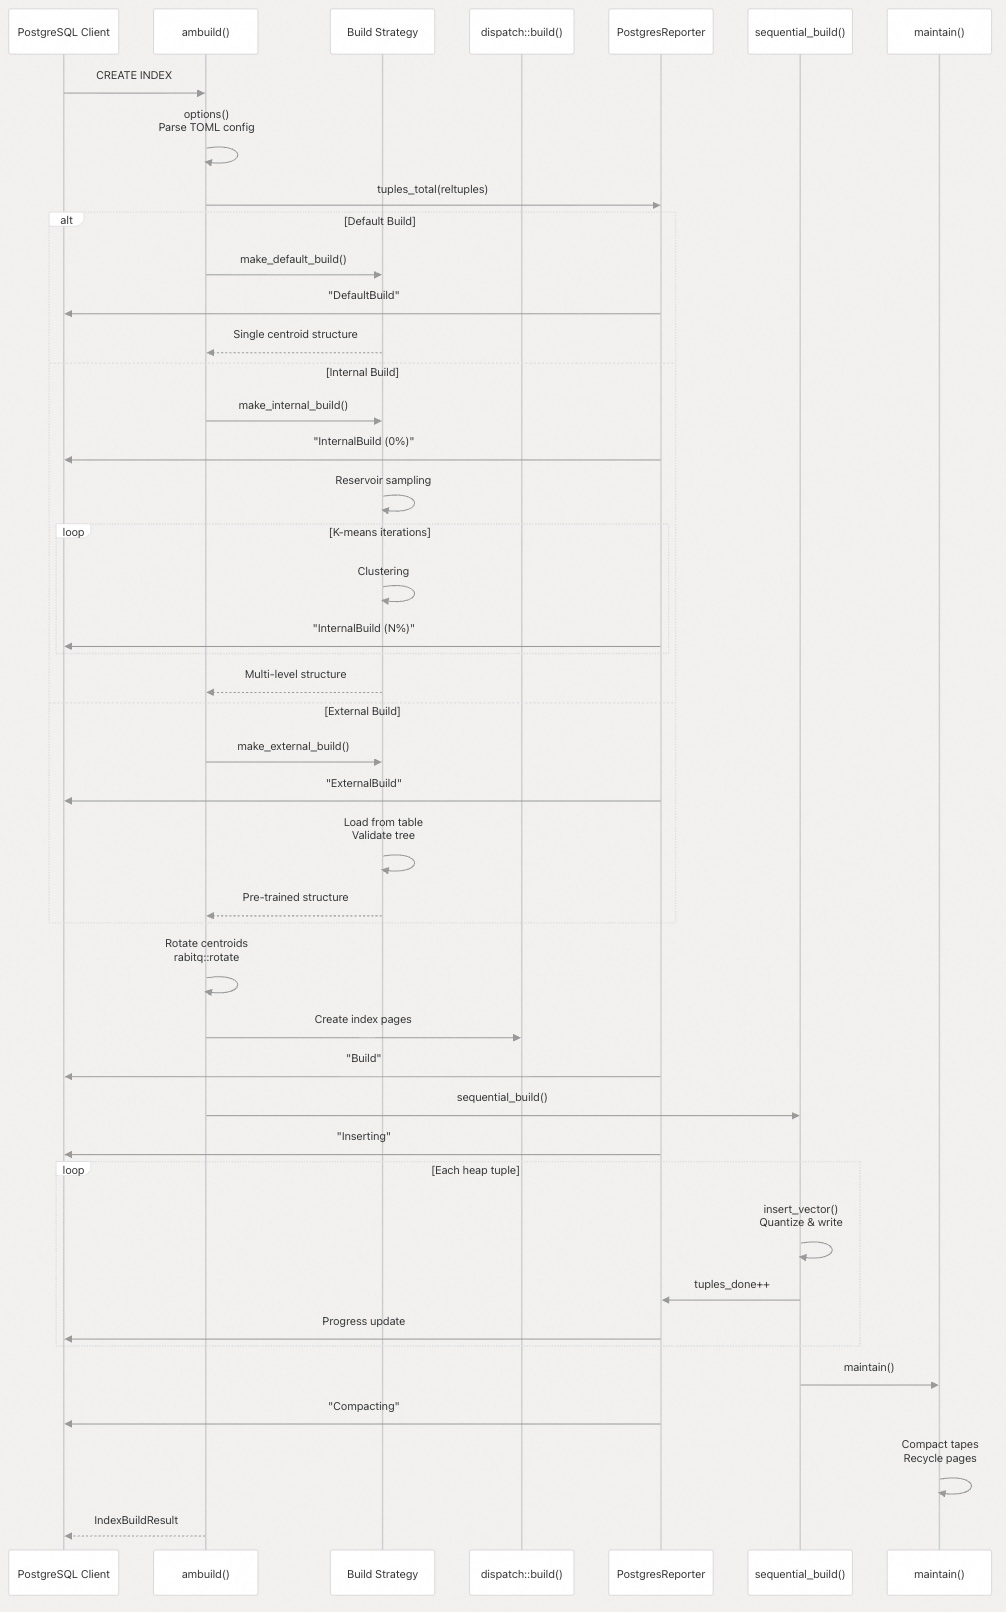 PostgreSQL Client
ambuild()
Build Strategy
dispatch::build()
PostgresReporter
sequential_build()
maintain()
CREATE INDEX
options()
Parse TOML config
tuples_total(reltuples)
alt
[Default Build]
make_default_build()
"DefaultBuild"
Single centroid structure
[Internal Build]
make_internal_build()
"InternalBuild (0%)"
Reservoir sampling
loop
[K-means iterations]
Clustering
"InternalBuild (N%)"
Multi-level structure
[External Build]
make_external_build()
"ExternalBuild"
Load from table
Validate tree
Pre-trained structure
Rotate centroids
rabitq::rotate
Create index pages
"Build"
sequential_build()
"Inserting"
loop
[Each heap tuple]
insert_vector()
Quantize & write
tuples_done++
Progress update
maintain()
"Compacting"
Compact tapes
Recycle pages
IndexBuildResult
PostgreSQL Client
ambuild()
Build Strategy
dispatch::build()
PostgresReporter
sequential_build()
maintain()